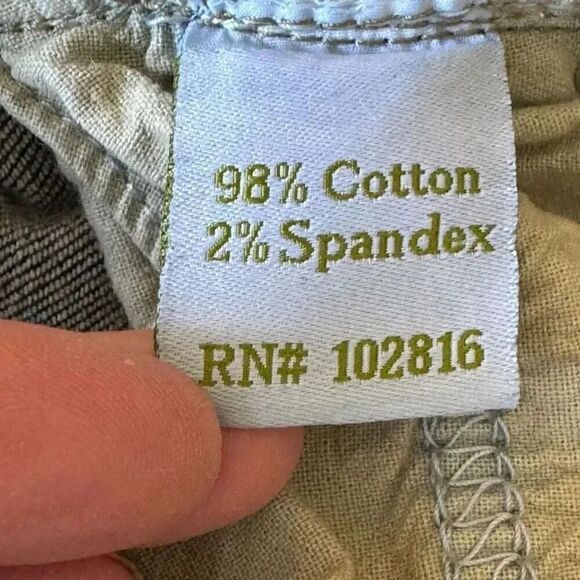 98% Cotton
2% Spandex
RN# 102816